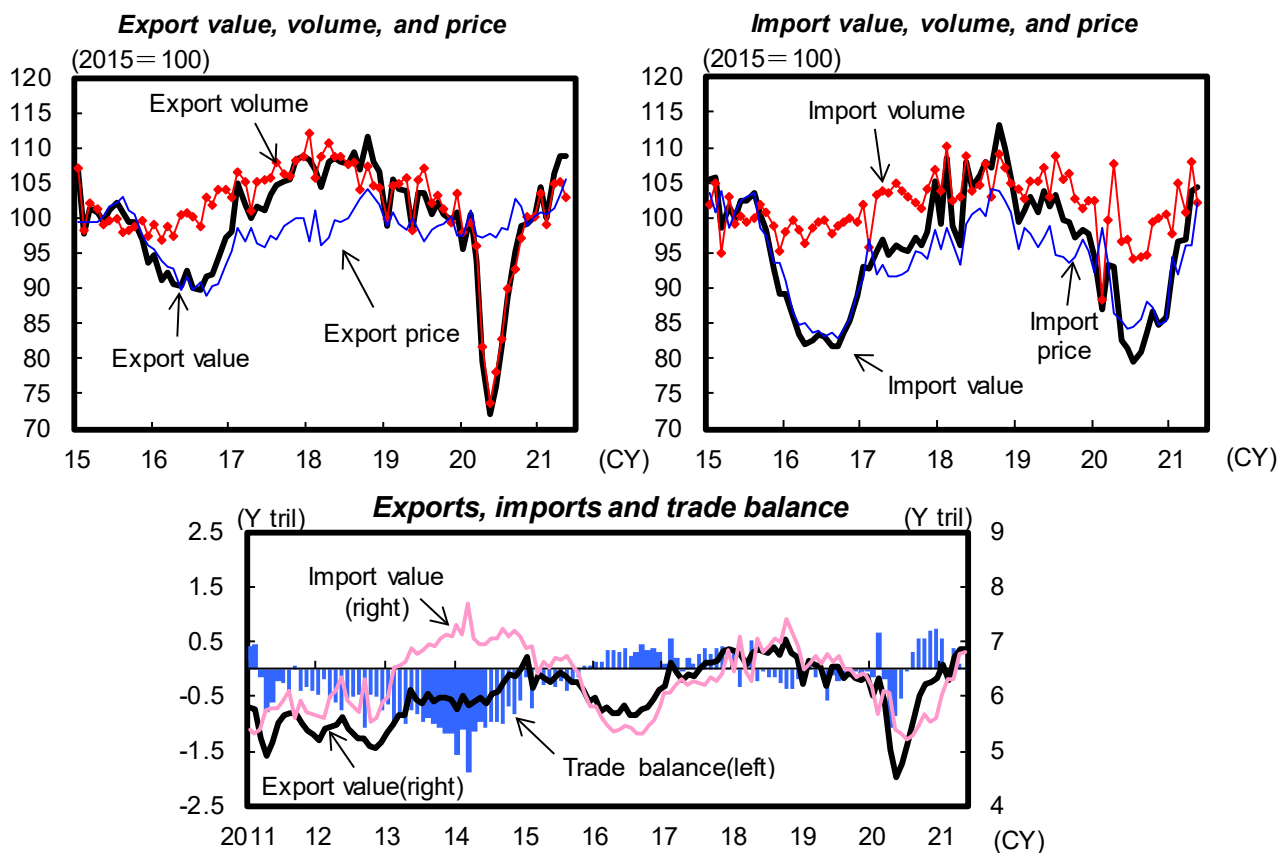 Export value, volume, and price
(2015＝100)
120
115
110
105
100
95
90
85
80
75
70
Export volume
Export price
Export value
15 16 17 18 19 20 21 (CY)
Import value, volume, and price
(2015＝100)
120
115
110
105
100
95
90
85
80
75
70
Import volume
Import
price
Import value
15 16 17 18 19 20 21 (CY)
Exports, imports and trade balance
(Y tril)
(Y tril)
2.5
1.5
0.5
-0.5
-1.5
-2.5
Import value
(right)
Trade balance(left)
Export value(right)
9
8
7
6
5
4
2011 12 13 14 15 16 17 18 19 20 21 (CY)